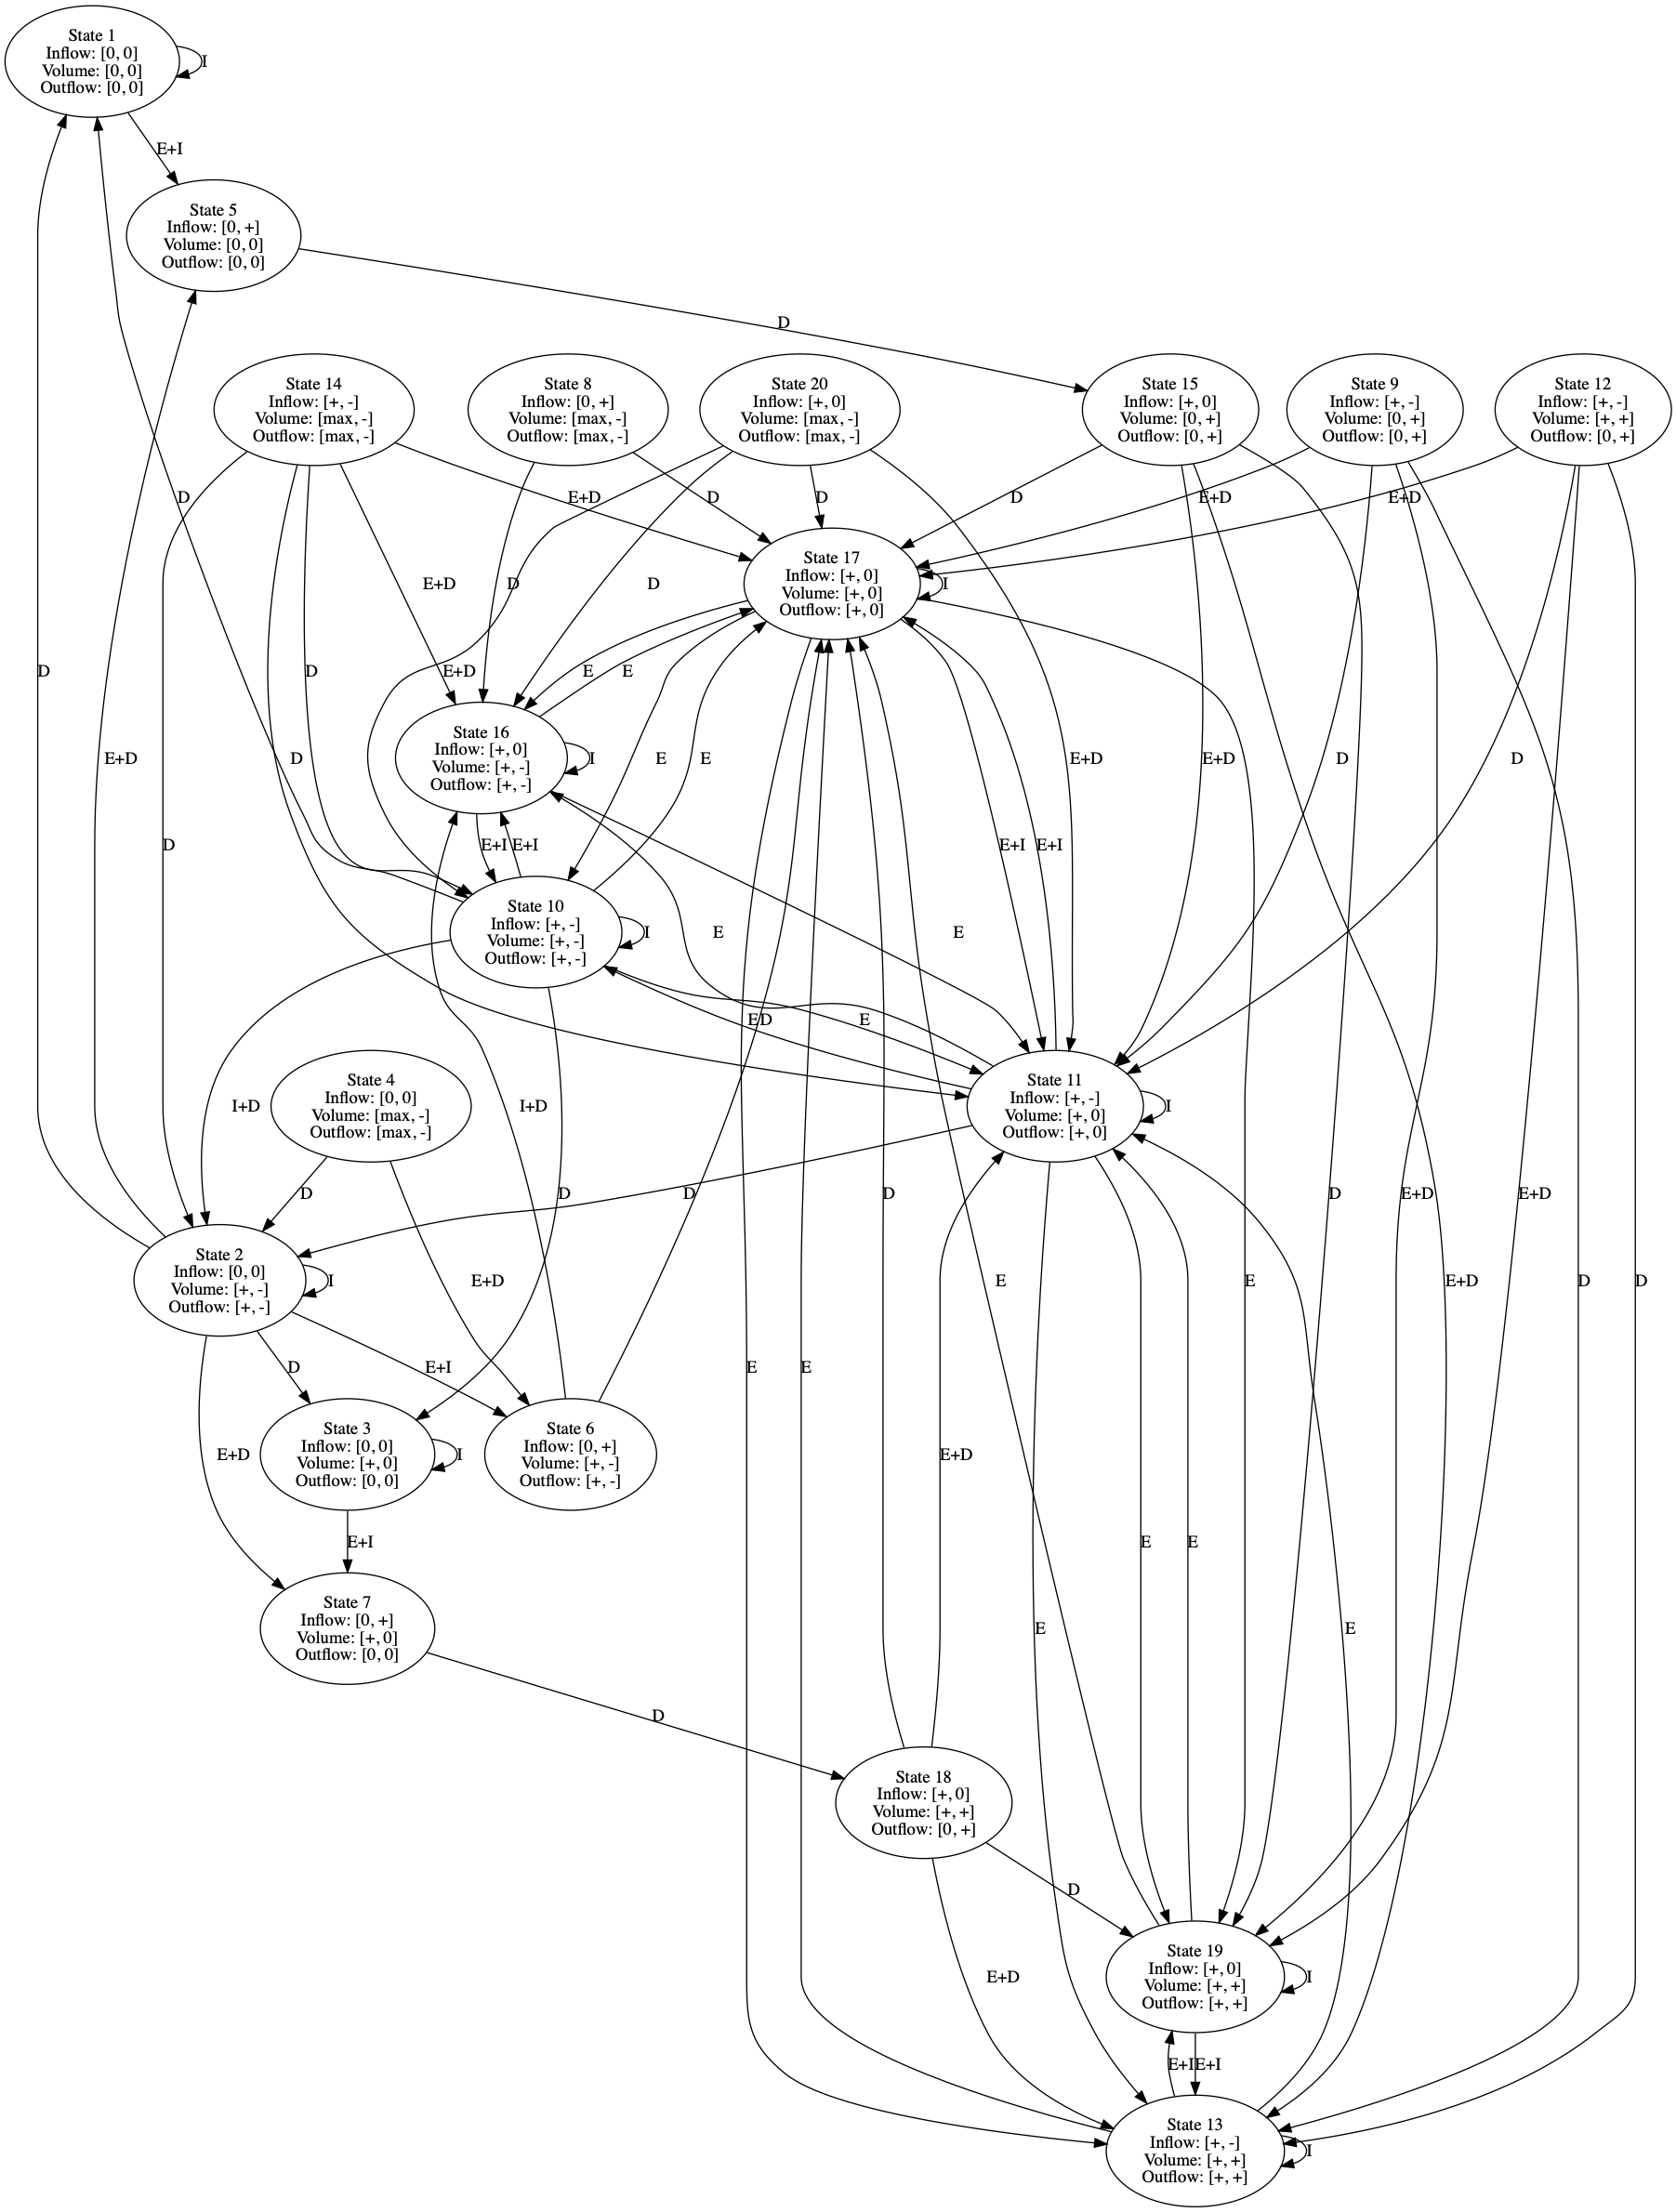 State 1
Inflow: [0, 0]
Volume: [0, 0]
Outflow: [0, 0]
I
E+I
State 5
Inflow: [0, +]
Volume: [0, 0]
Outflow: [0, 0]
D
State 14
Inflow: [+, -]
Volume: [max, -]
Outflow: [max, -]
State 8
Inflow: [0, +]
Volume: [max, -]
Outflow: [max, -]
State 20
Inflow: [+, 0]
Volume: [max, -]
Outflow: [max, -]
State 15
Inflow: [+, 0]
Volume: [0, +]
Outflow: [0, +]
State 9
Inflow: [+, -]
Volume: [0, +]
Outflow: [0, +]
State 12
Inflow: [+, -]
Volume: [+, +]
Outflow: [0, +]
D
E+D
D
D
D
E+D
E+D
State 17
Inflow: [+, 0]
Volume: [+, 0]
Outflow: [+, 0]
I
E+D
D
D
D
D
E+D
E
E
State 16
Inflow: [+, 0]
Volume: [+, -]
Outflow: [+, -]
I
E+D
D
E
E
E+D
E+D
D
D
D
E+I
E+I
E+I
E+I
State 10
Inflow: [+, -]
Volume: [+, -]
Outflow: [+, -]
I
E
E
E
D
E
State 4
Inflow: [0, 0]
Volume: [max, -]
Outflow: [max, -]
I+D
I+D
State 11
Inflow: [+, -]
Volume: [+, 0]
Outflow: [+, 0]
I
D
D
D
D
D
E+D
E+D
State 2
Inflow: [0, 0]
Volume: [+, -]
Outflow: [+, -]
I
E+D
E
E
E+D
D
D
D
E+I
E
E
State 3
Inflow: [0, 0]
Volume: [+, 0]
Outflow: [0, 0]
I
State 6
Inflow: [0, +]
Volume: [+, -]
Outflow: [+, -]
E+D
E+D
E+I
E
E
State 7
Inflow: [0, +]
Volume: [+, 0]
Outflow: [0, 0]
E
E
D
State 18
Inflow: [+, 0]
Volume: [+, +]
Outflow: [0, +]
D
State 19
Inflow: [+, 0]
Volume: [+, +]
Outflow: [+, +]
I
E+D
E+I
E+I
State 13
Inflow: [+, -]
Volume: [+, +]
Outflow: [+, +]
I